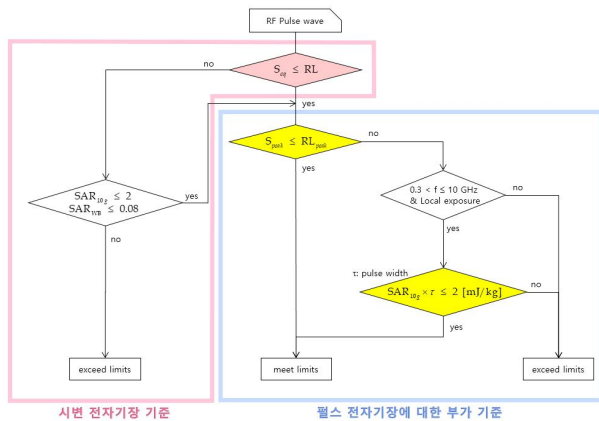 RF Pulse wave
S_eq ≤ RL
no
yes
S_peak ≤ RL_peak
no
yes
SAR_10g ≤ 2
SAR_WB ≤ 0.08
yes
no
0.3 < f ≤ 10 GHz
& Local exposure
no
yes
τ: pulse width
SAR_10g × τ ≤ 2 [mJ/kg]
no
yes
exceed limits
meet limits
exceed limits
시변 전자기장 기준
펄스 전자기장에 대한 부가 기준